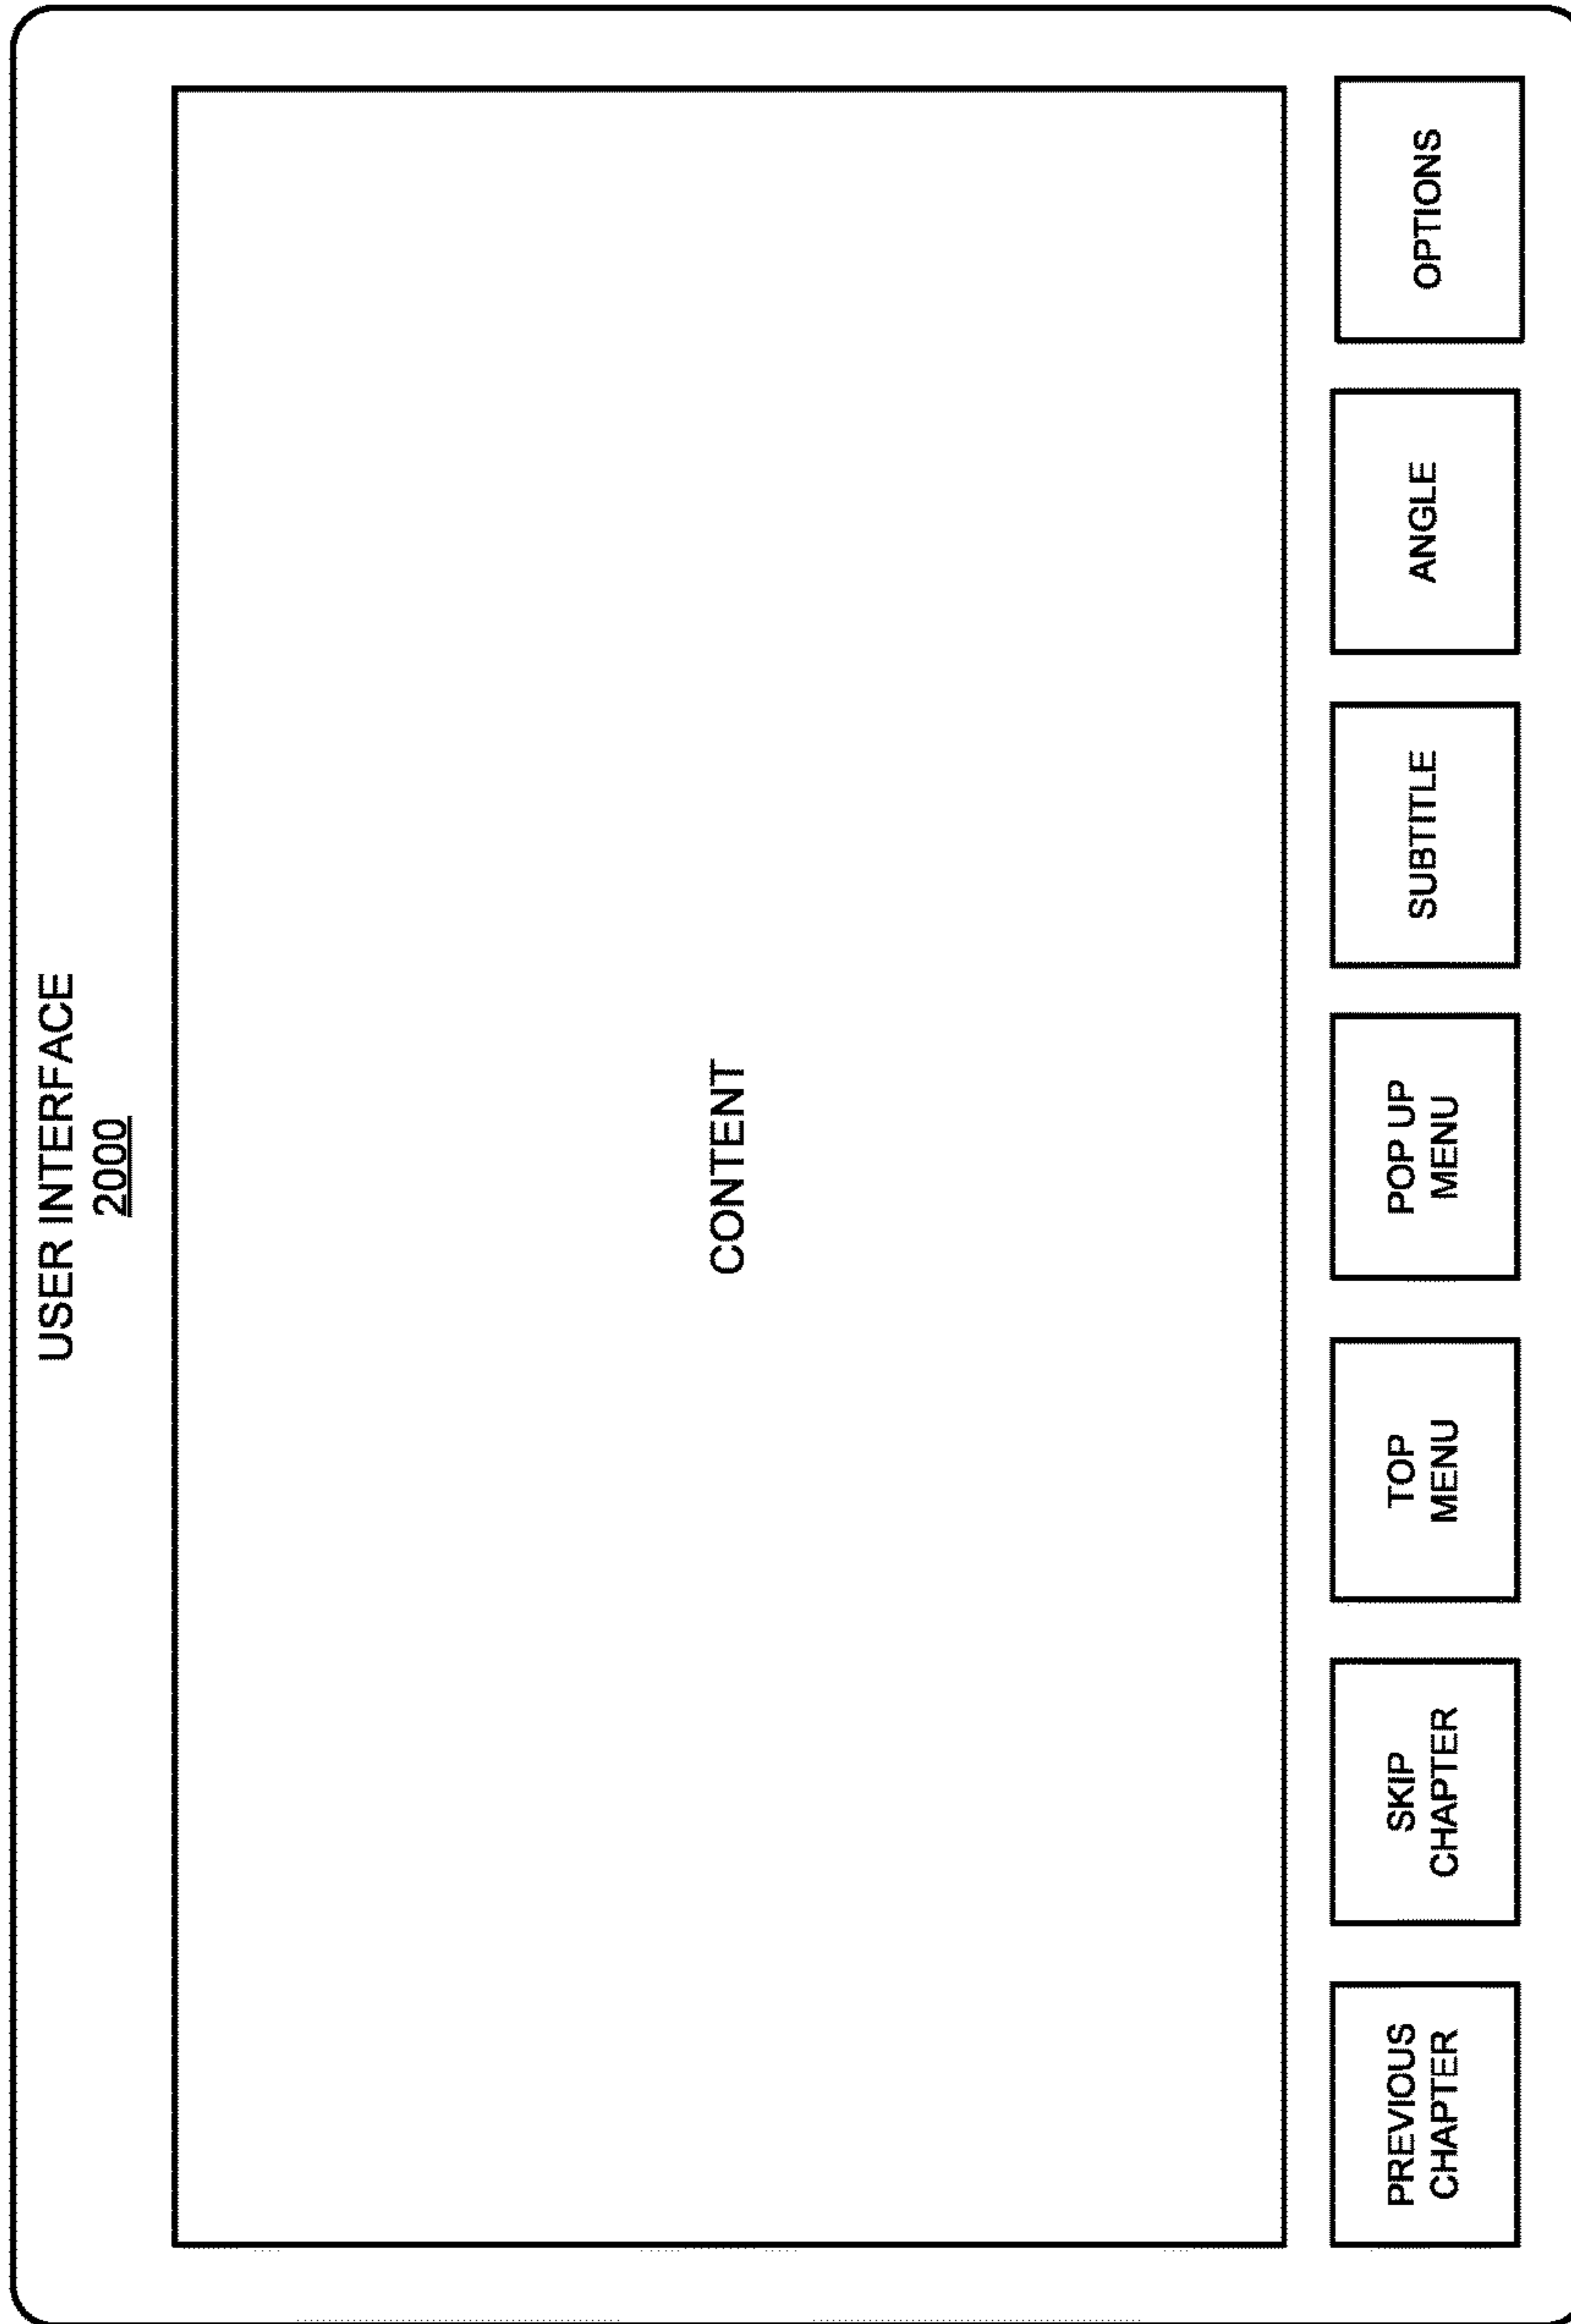 USER INTERFACE
2000
CONTENT
PREVIOUS
CHAPTER
SKIP
CHAPTER
TOP
MENU
POP UP
MENU
SUBTITLE
ANGLE
OPTIONS